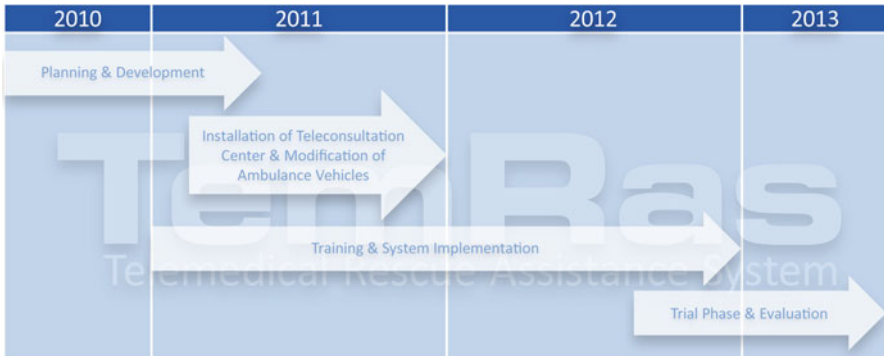 2010 2011 2012 2013
Planning & Development
Installation of Teleconsultation
Center & Modification of
Ambulance Vehicles
TemRas
Training & System Implementation
Telemedical Rescue Assistance System
Trial Phase & Evaluation